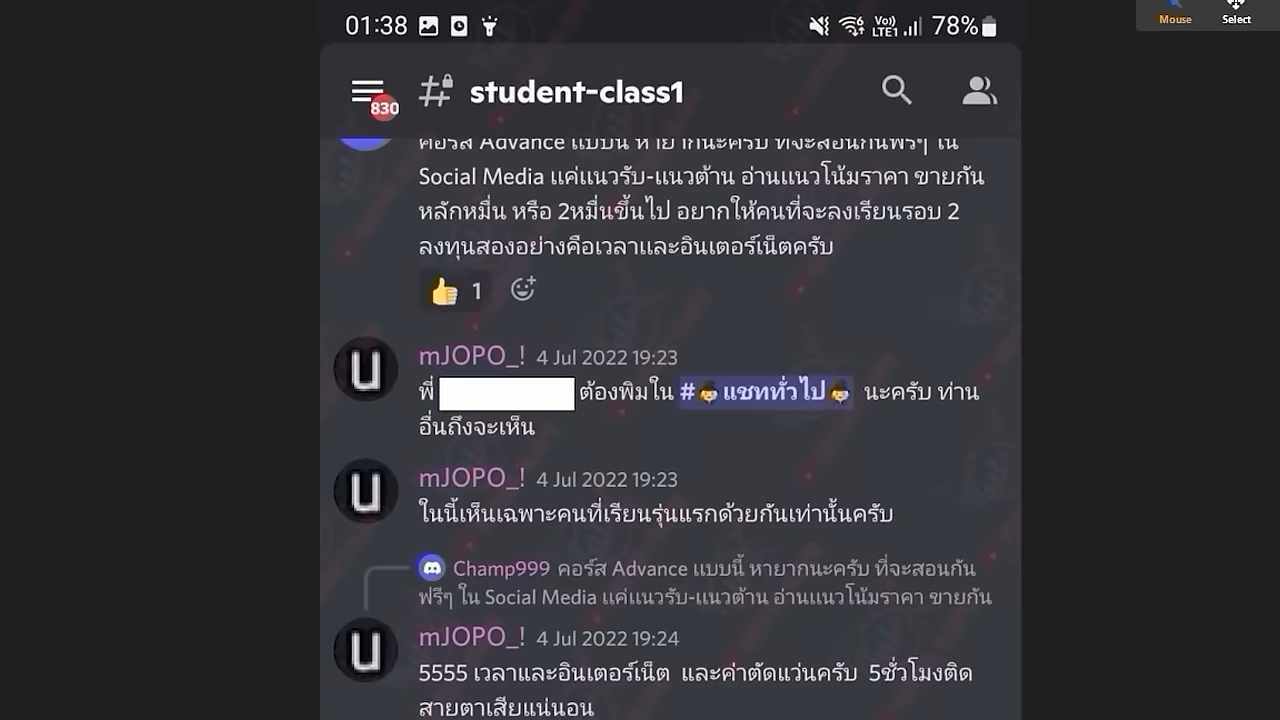 01:38 Vo)) LTE1 78%
Mouse Select
830 # student-class1
คอร์ส Advance แบบนี้ หายากนะครับ ที่จะสอนกันฟรีๆ ใน
Social Media แค่แนวรับ-แนวต้าน อ่านแนวโน้มราคา ขายกัน
หลักหมื่น หรือ 2หมื่นขึ้นไป อยากให้คนที่จะลงเรียนรอบ 2
ลงทุนสองอย่างคือเวลาและอินเตอร์เน็ตครับ
👍 1
mJOPO_! 4 Jul 2022 19:23
พี่ ต้องพิมใน #แชททั่วไป นะครับ ท่าน
อื่นถึงจะเห็น
mJOPO_! 4 Jul 2022 19:23
ในนี้เห็นเฉพาะคนที่เรียนรุ่นแรกด้วยกันเท่านั้นครับ
Champ999 คอร์ส Advance แบบนี้ หายากนะครับ ที่จะสอนกัน
ฟรีๆ ใน Social Media แค่แนวรับ-แนวต้าน อ่านแนวโน้มราคา ขายกัน
mJOPO_! 4 Jul 2022 19:24
5555 เวลาและอินเตอร์เน็ต และค่าตัดแว่นครับ 5ชั่วโมงติด
สายตาเสียแน่นอน